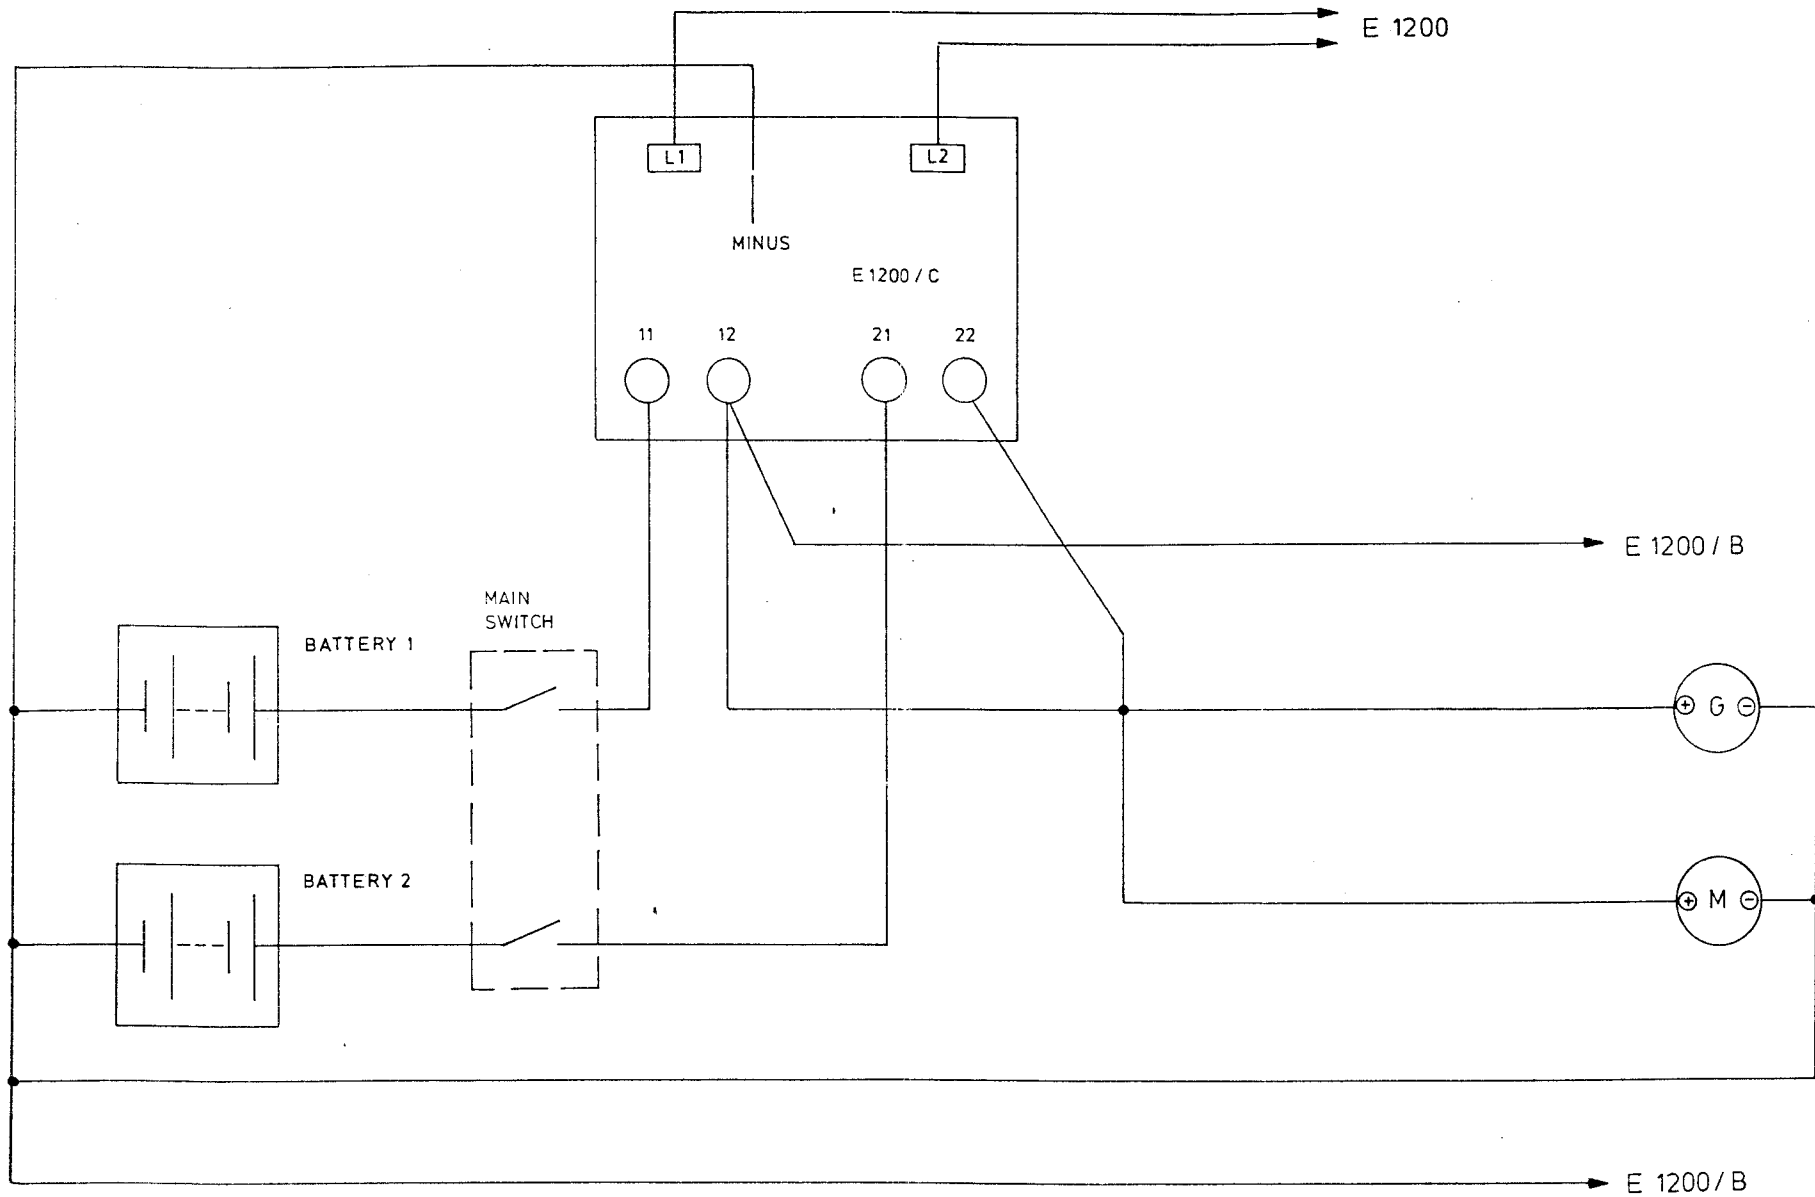 E 1200
L1
L2
MINUS
E 1200 / C
11
12
21
22
E 1200 / B
MAIN
SWITCH
BATTERY 1
+ G -
BATTERY 2
+ M -
E 1200 / B